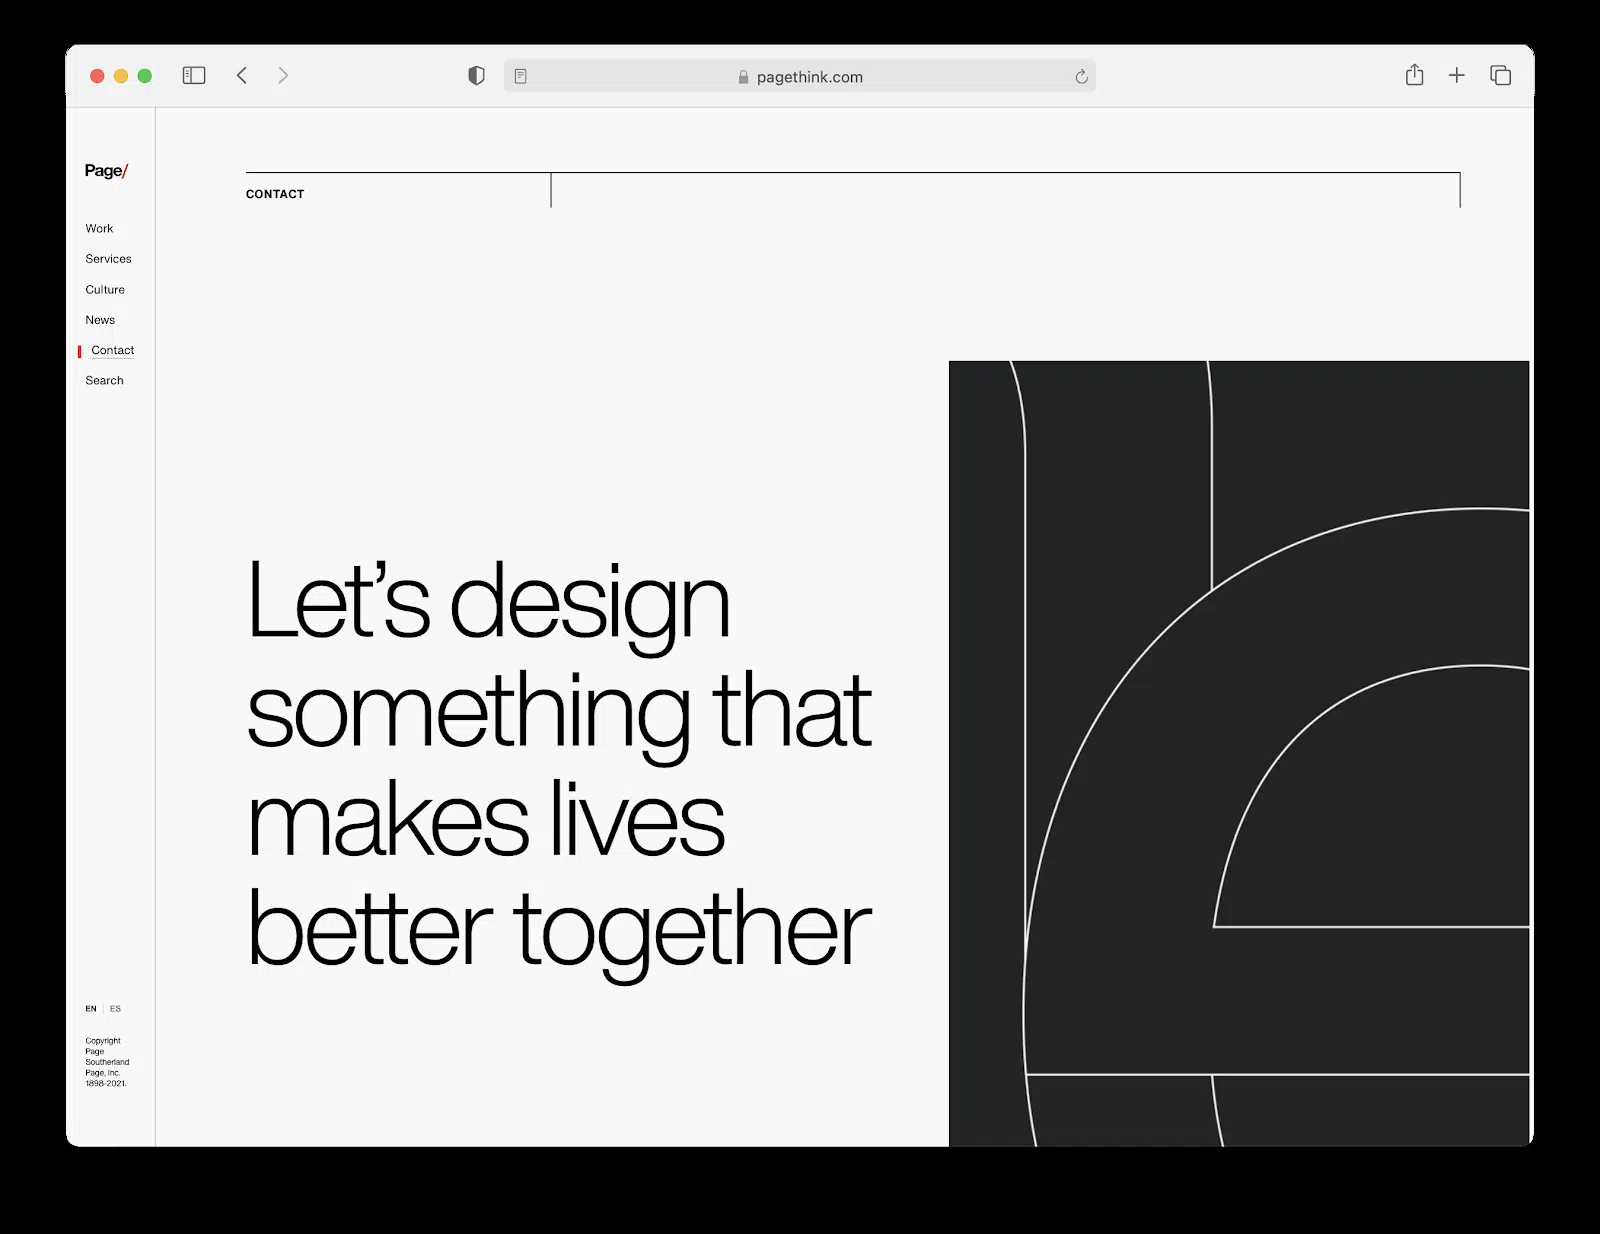 pagethink.com
Page/
Work
Services
Culture
News
Contact
Search
EN | ES
Copyright
Page
Southerland
Page, Inc.
1898-2021.
CONTACT
Let’s design
something that
makes lives
better together